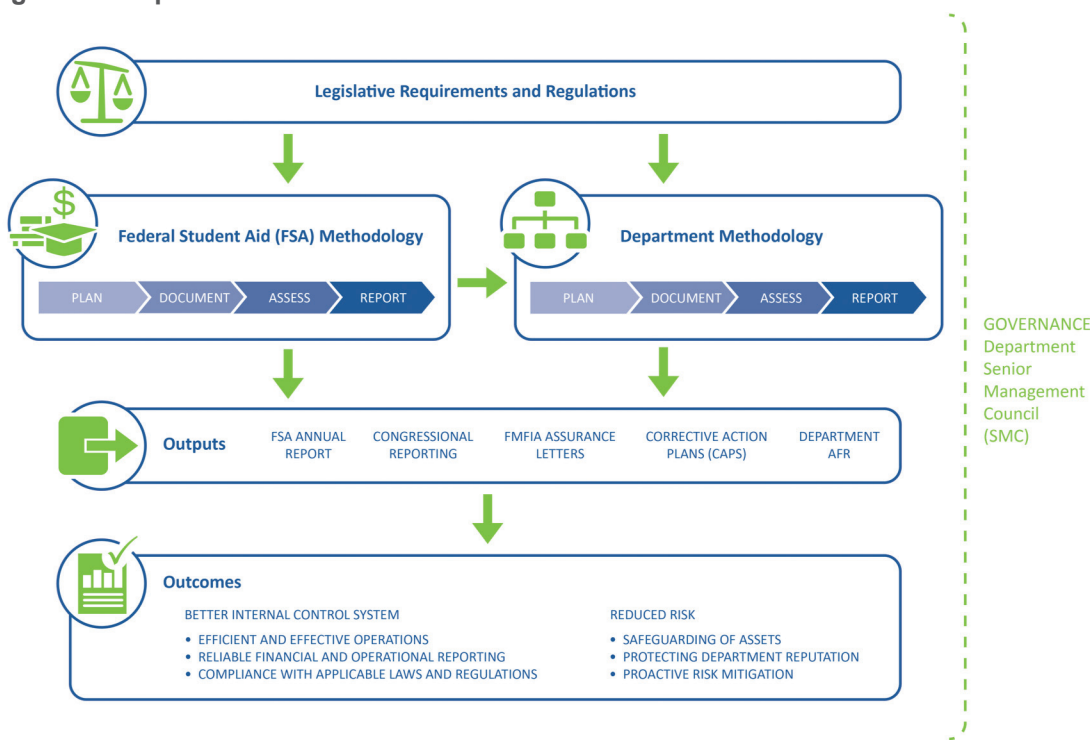 Legislative Requirements and Regulations
$
Federal Student Aid (FSA) Methodology
PLAN DOCUMENT ASSESS REPORT
Department Methodology
PLAN DOCUMENT ASSESS REPORT
Outputs
FSA ANNUAL
REPORT
CONGRESSIONAL
REPORTING
FMFIA ASSURANCE
LETTERS
CORRECTIVE ACTION
PLANS (CAPS)
DEPARTMENT
AFR
Outcomes
BETTER INTERNAL CONTROL SYSTEM
• EFFICIENT AND EFFECTIVE OPERATIONS
• RELIABLE FINANCIAL AND OPERATIONAL REPORTING
• COMPLIANCE WITH APPLICABLE LAWS AND REGULATIONS
REDUCED RISK
• SAFEGUARDING OF ASSETS
• PROTECTING DEPARTMENT REPUTATION
• PROACTIVE RISK MITIGATION
GOVERNANCE
Department
Senior
Management
Council
(SMC)